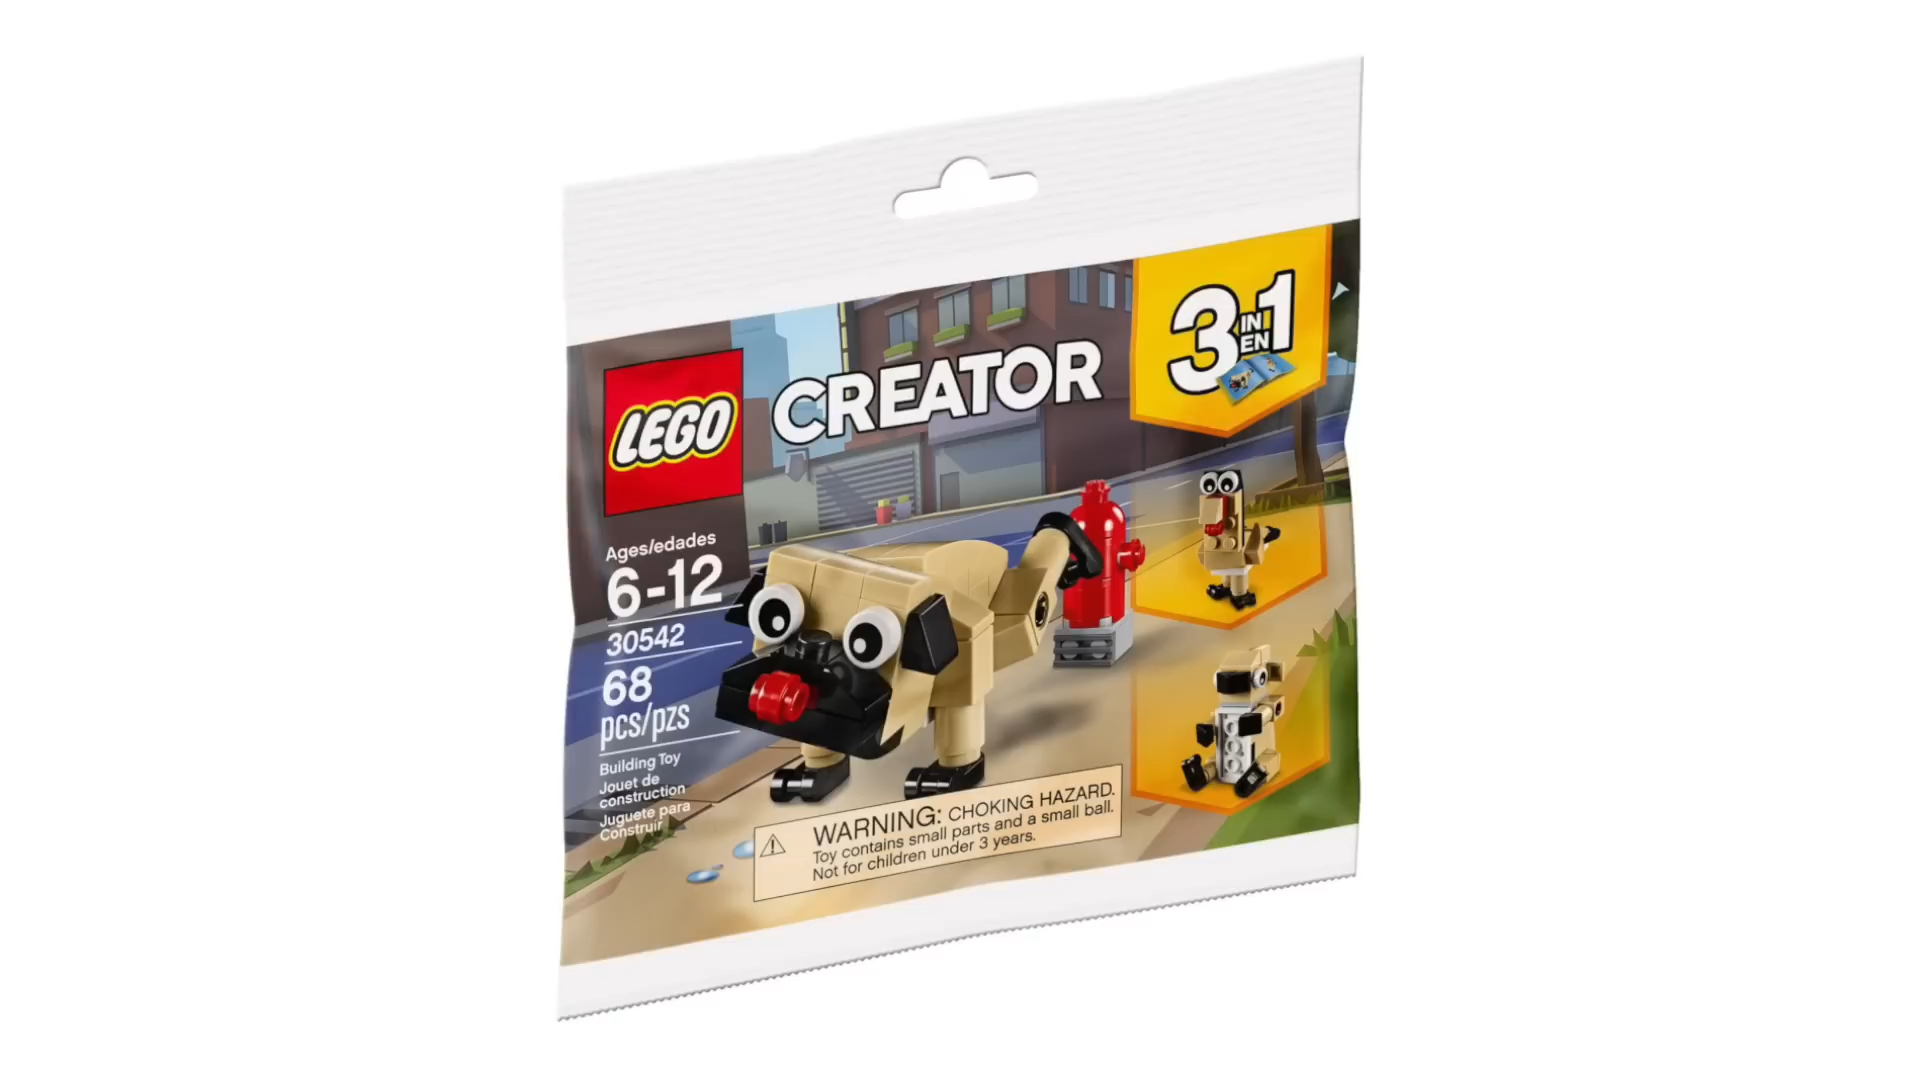 LEGO
CREATOR
3 IN EN 1
Ages/edades
6-12
30542
68
pcs/pzs
Building Toy
Jouet de
construction
Juguete para
Construir
⚠ WARNING: CHOKING HAZARD.
Toy contains small parts and a small ball.
Not for children under 3 years.